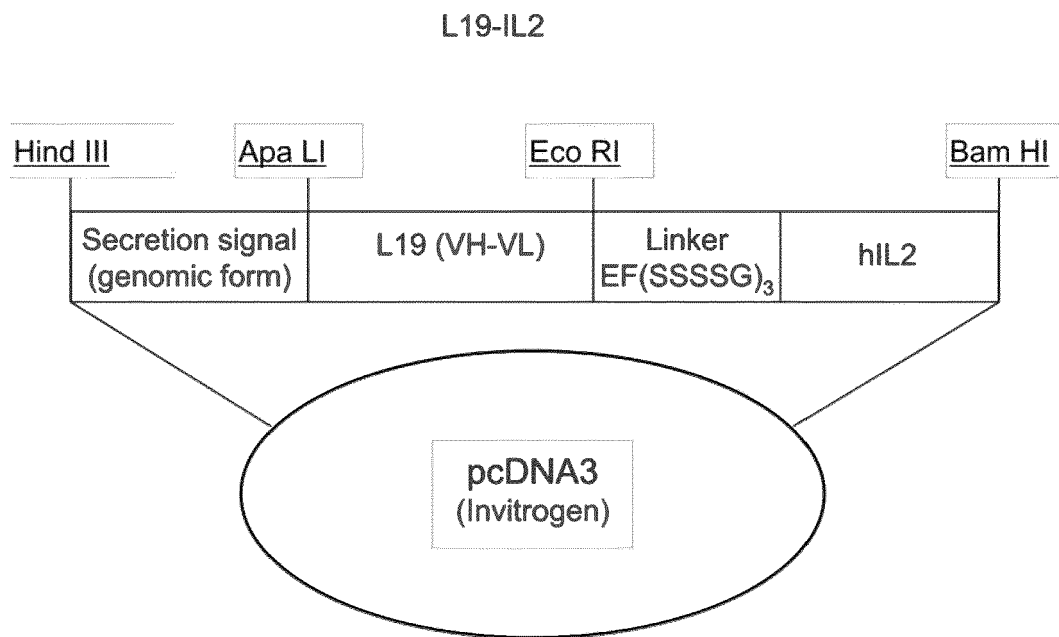 L19-IL2
Hind III
Apa LI
Eco RI
Bam HI
Secretion signal
(genomic form)
L19 (VH-VL)
Linker
EF(SSSSG)₃
hIL2
pcDNA3
(Invitrogen)